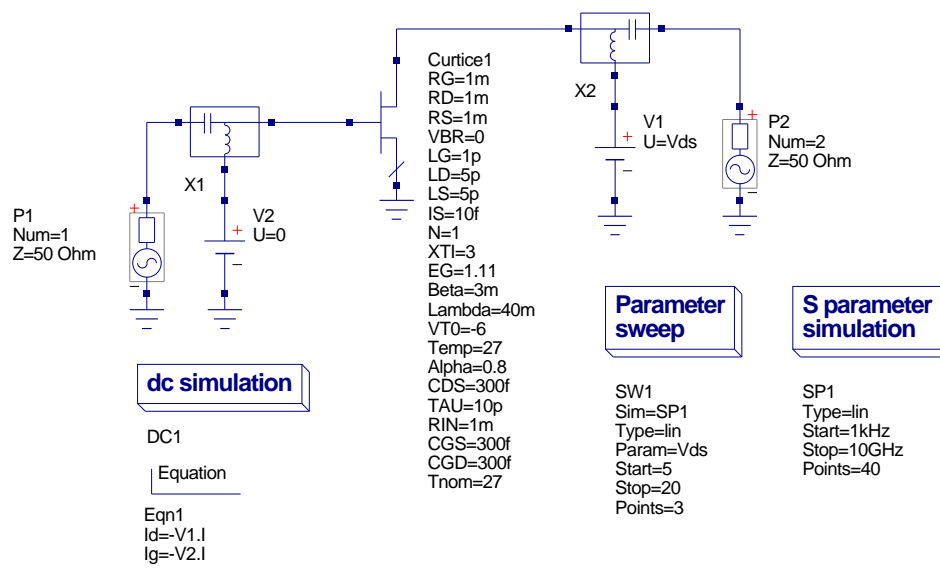 Curtice1
RG=1m
RD=1m
RS=1m
VBR=0
LG=1p
LD=5p
LS=5p
IS=10f
N=1
XTI=3
EG=1.11
Beta=3m
Lambda=40m
VT0=-6
Temp=27
Alpha=0.8
CDS=300f
TAU=10p
RIN=1m
CGS=300f
CGD=300f
Tnom=27
X2
V1
U=Vds
P2
Num=2
Z=50 Ohm
X1
P1
Num=1
Z=50 Ohm
V2
U=0
dc simulation
DC1
Equation
Eqn1
Id=-V1.I
Ig=-V2.I
Parameter
sweep
SW1
Sim=SP1
Type=lin
Param=Vds
Start=5
Stop=20
Points=3
S parameter
simulation
SP1
Type=lin
Start=1kHz
Stop=10GHz
Points=40